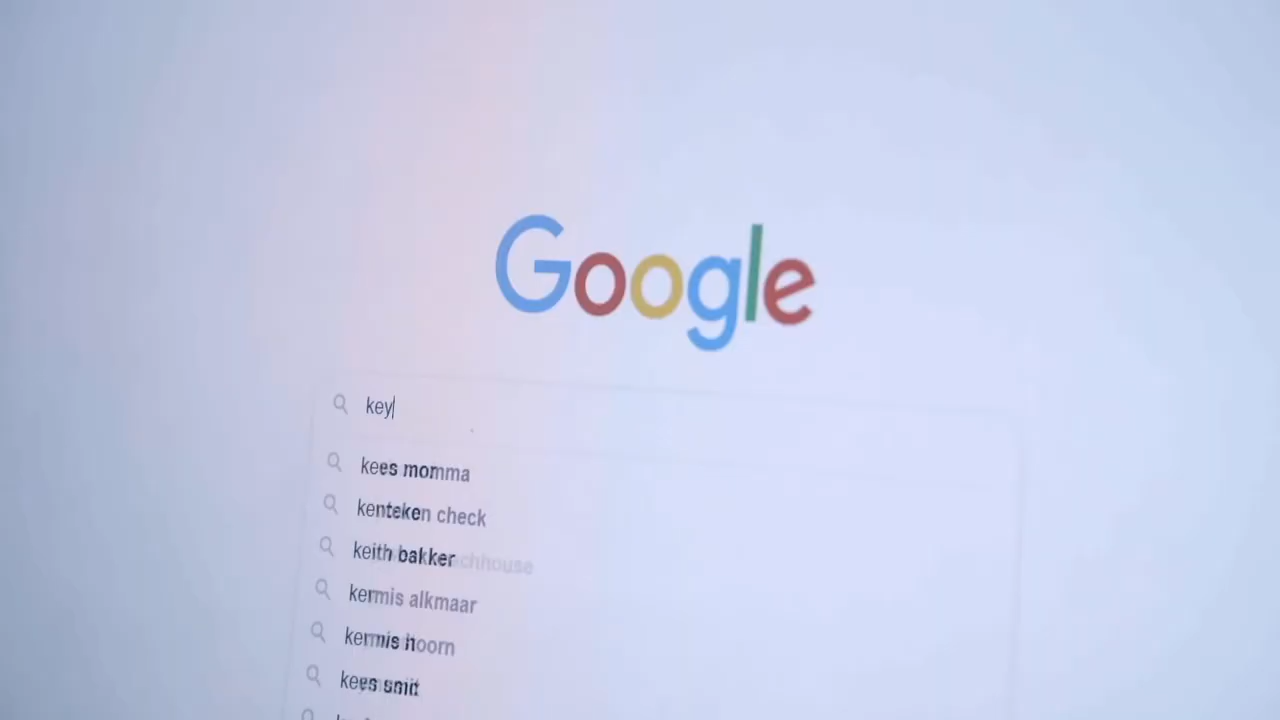 Google
key
kees momma
kenteken check
keith bakker
kermis alkmaar
kermis hoorn
kees smit